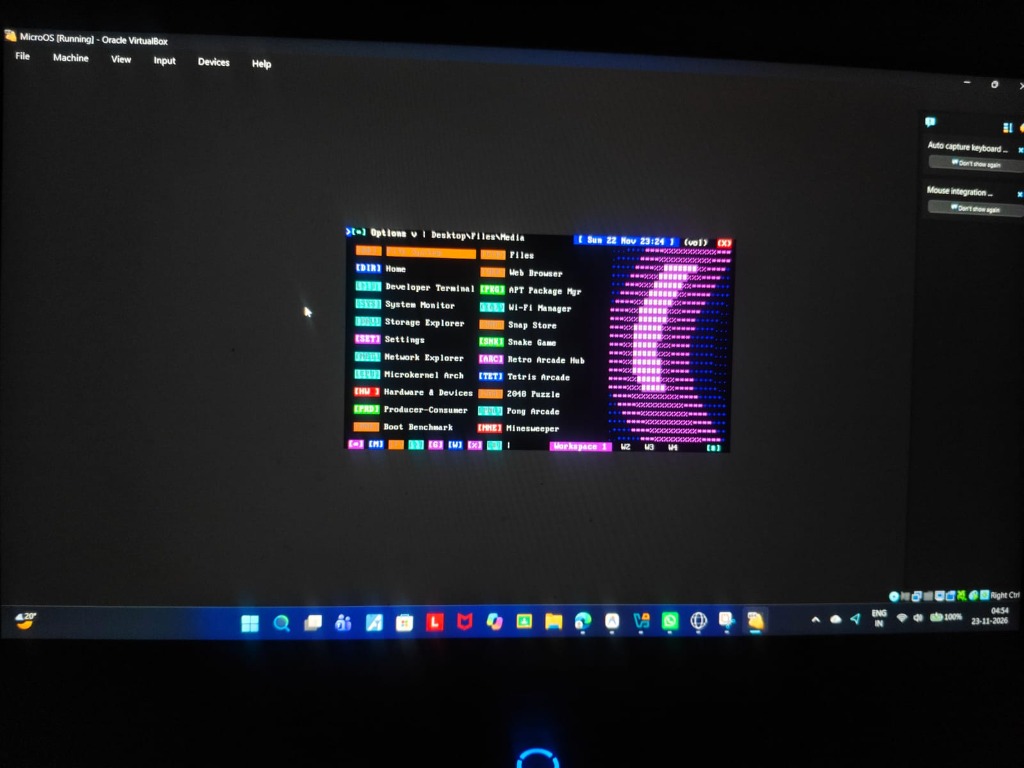 MicroOS [Running] - Oracle VirtualBox
File Machine View Input Devices Help
Auto capture keyboard ...
Don't show again
Mouse integration ...
Don't show again
Options v | Desktop\Files\Media [ Sun 22 Nov 23:24 ] (vol) (X)
Files
[DIR] Home
Web Browser
Developer Terminal
[PKG] APT Package Mgr
System Monitor
Wi-Fi Manager
Storage Explorer
Snap Store
[SET] Settings
[SNK] Snake Game
Network Explorer
[ARC] Retro Arcade Hub
Microkernel Arch
[TET] Tetris Arcade
[HW ] Hardware & Devices
2048 Puzzle
[PRD] Producer-Consumer
Pong Arcade
Boot Benchmark
[MNE] Minesweeper
[=] [M] [G] [W] [X] | Workspace 1 W2 W3 W4
Right Ctrl
20°
ENG
IN
100%
04:54
23-11-2026